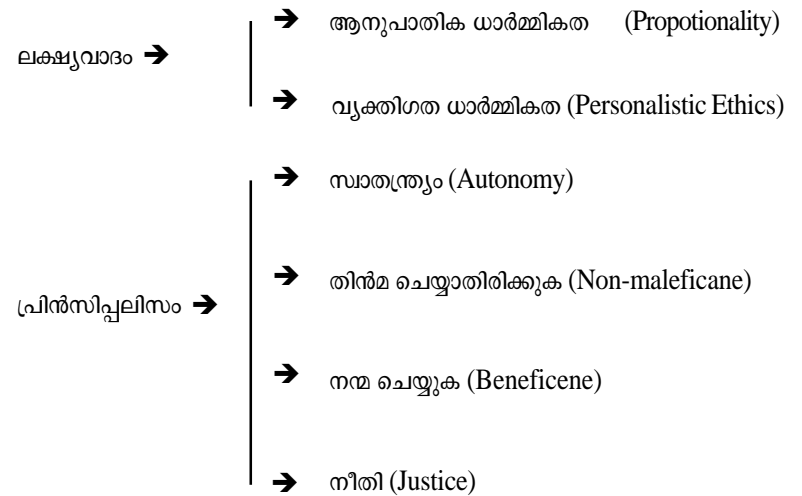 ആനുപാതിക ധാർമ്മികത (Propotionality)
ലക്ഷ്യവാദം ➔
വ്യക്തിഗത ധാർമ്മികത (Personalistic Ethics)
സ്വാതന്ത്ര്യം (Autonomy)
തിൻമ ചെയ്യാതിരിക്കുക (Non-maleficane)
പ്രിൻസിപ്പലിസം ➔
നന്മ ചെയ്യുക (Beneficene)
നീതി (Justice)